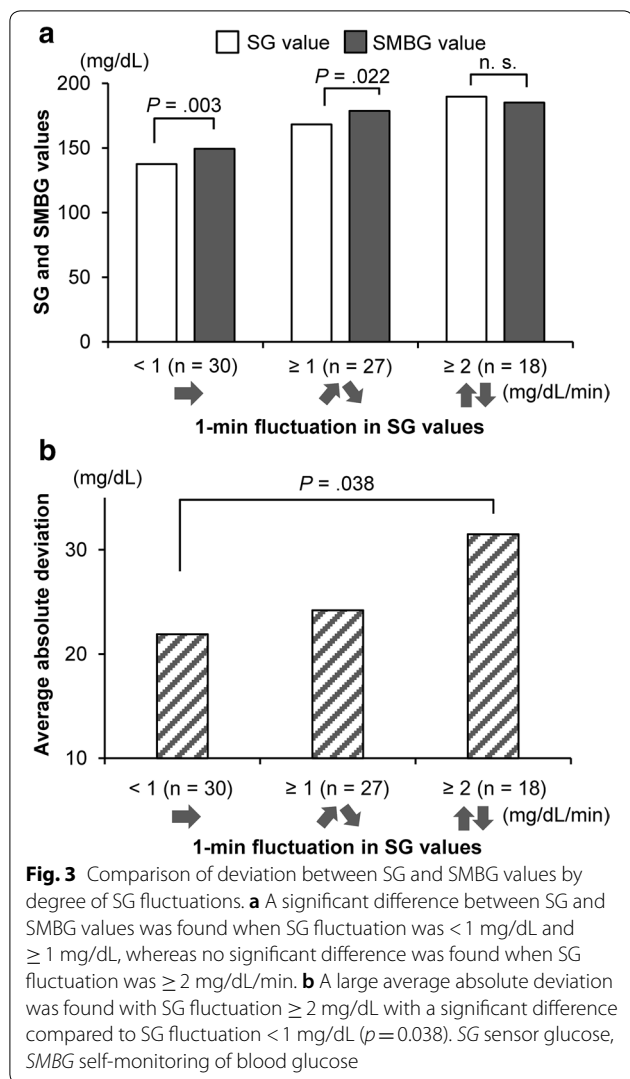 a
(mg/dL)
SG value
SMBG value
P = .003
P = .022
n. s.
200
150
100
50
0
SG and SMBG values
< 1 (n = 30)
≥ 1 (n = 27)
≥ 2 (n = 18)
(mg/dL/min)
1-min fluctuation in SG values
b
(mg/dL)
P = .038
30
20
10
Average absolute deviation
< 1 (n = 30)
≥ 1 (n = 27)
≥ 2 (n = 18)
(mg/dL/min)
1-min fluctuation in SG values
Fig. 3 Comparison of deviation between SG and SMBG values by
degree of SG fluctuations. a A significant difference between SG and
SMBG values was found when SG fluctuation was < 1 mg/dL and
≥ 1 mg/dL, whereas no significant difference was found when SG
fluctuation was ≥ 2 mg/dL/min. b A large average absolute deviation
was found with SG fluctuation ≥ 2 mg/dL with a significant difference
compared to SG fluctuation < 1 mg/dL (p = 0.038). SG sensor glucose,
SMBG self-monitoring of blood glucose